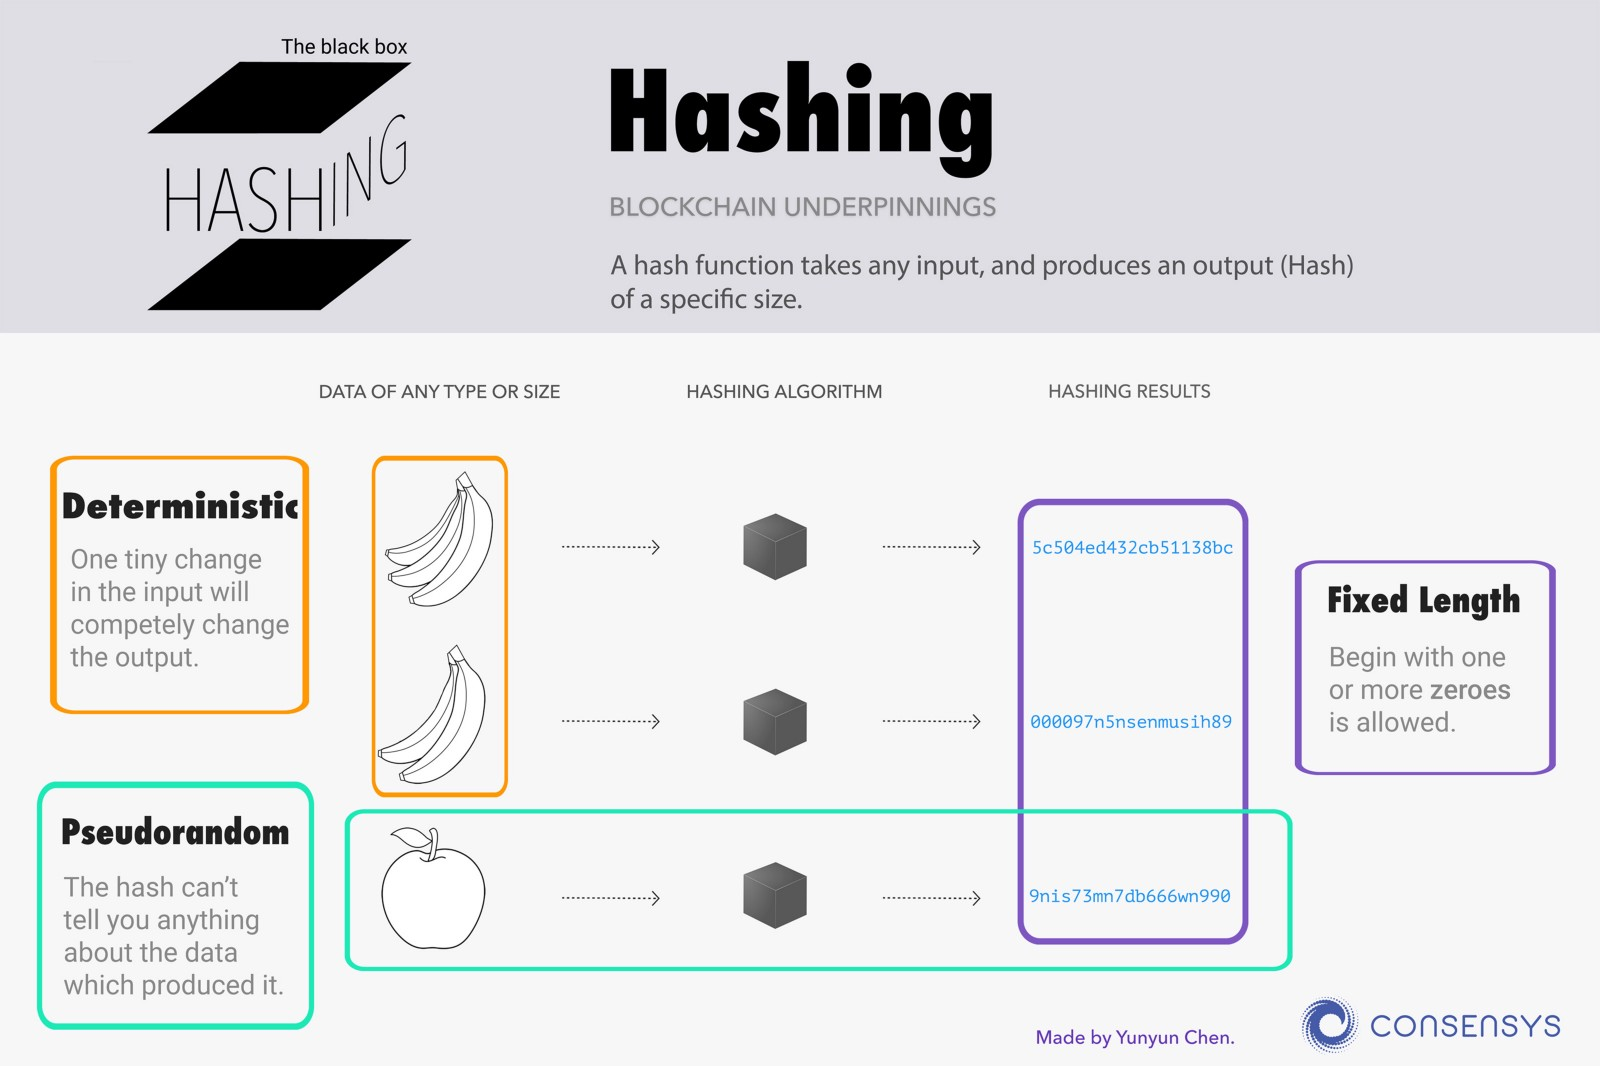 The black box
HASHING
Hashing
BLOCKCHAIN UNDERPINNINGS
A hash function takes any input, and produces an output (Hash)
of a specific size.
DATA OF ANY TYPE OR SIZE
HASHING ALGORITHM
HASHING RESULTS
Deterministic
One tiny change
in the input will
competely change
the output.
5c504ed432cb51138bc
000097n5nsenmusih89
9nis73mn7db666wn990
Fixed Length
Begin with one
or more zeroes
is allowed.
Pseudorandom
The hash can't
tell you anything
about the data
which produced it.
Made by Yunyun Chen.
CONSENSYS